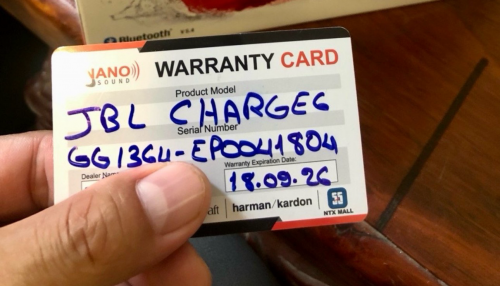 Bluetooth
NANO
SOUND
WARRANTY CARD
Product Model
JBL CHARGE6
Serial Number
GG1364-EP0041804
Dealer Name
Warranty Expiration Date:
18.09.26
harman/kardon
SS
NTX MALL